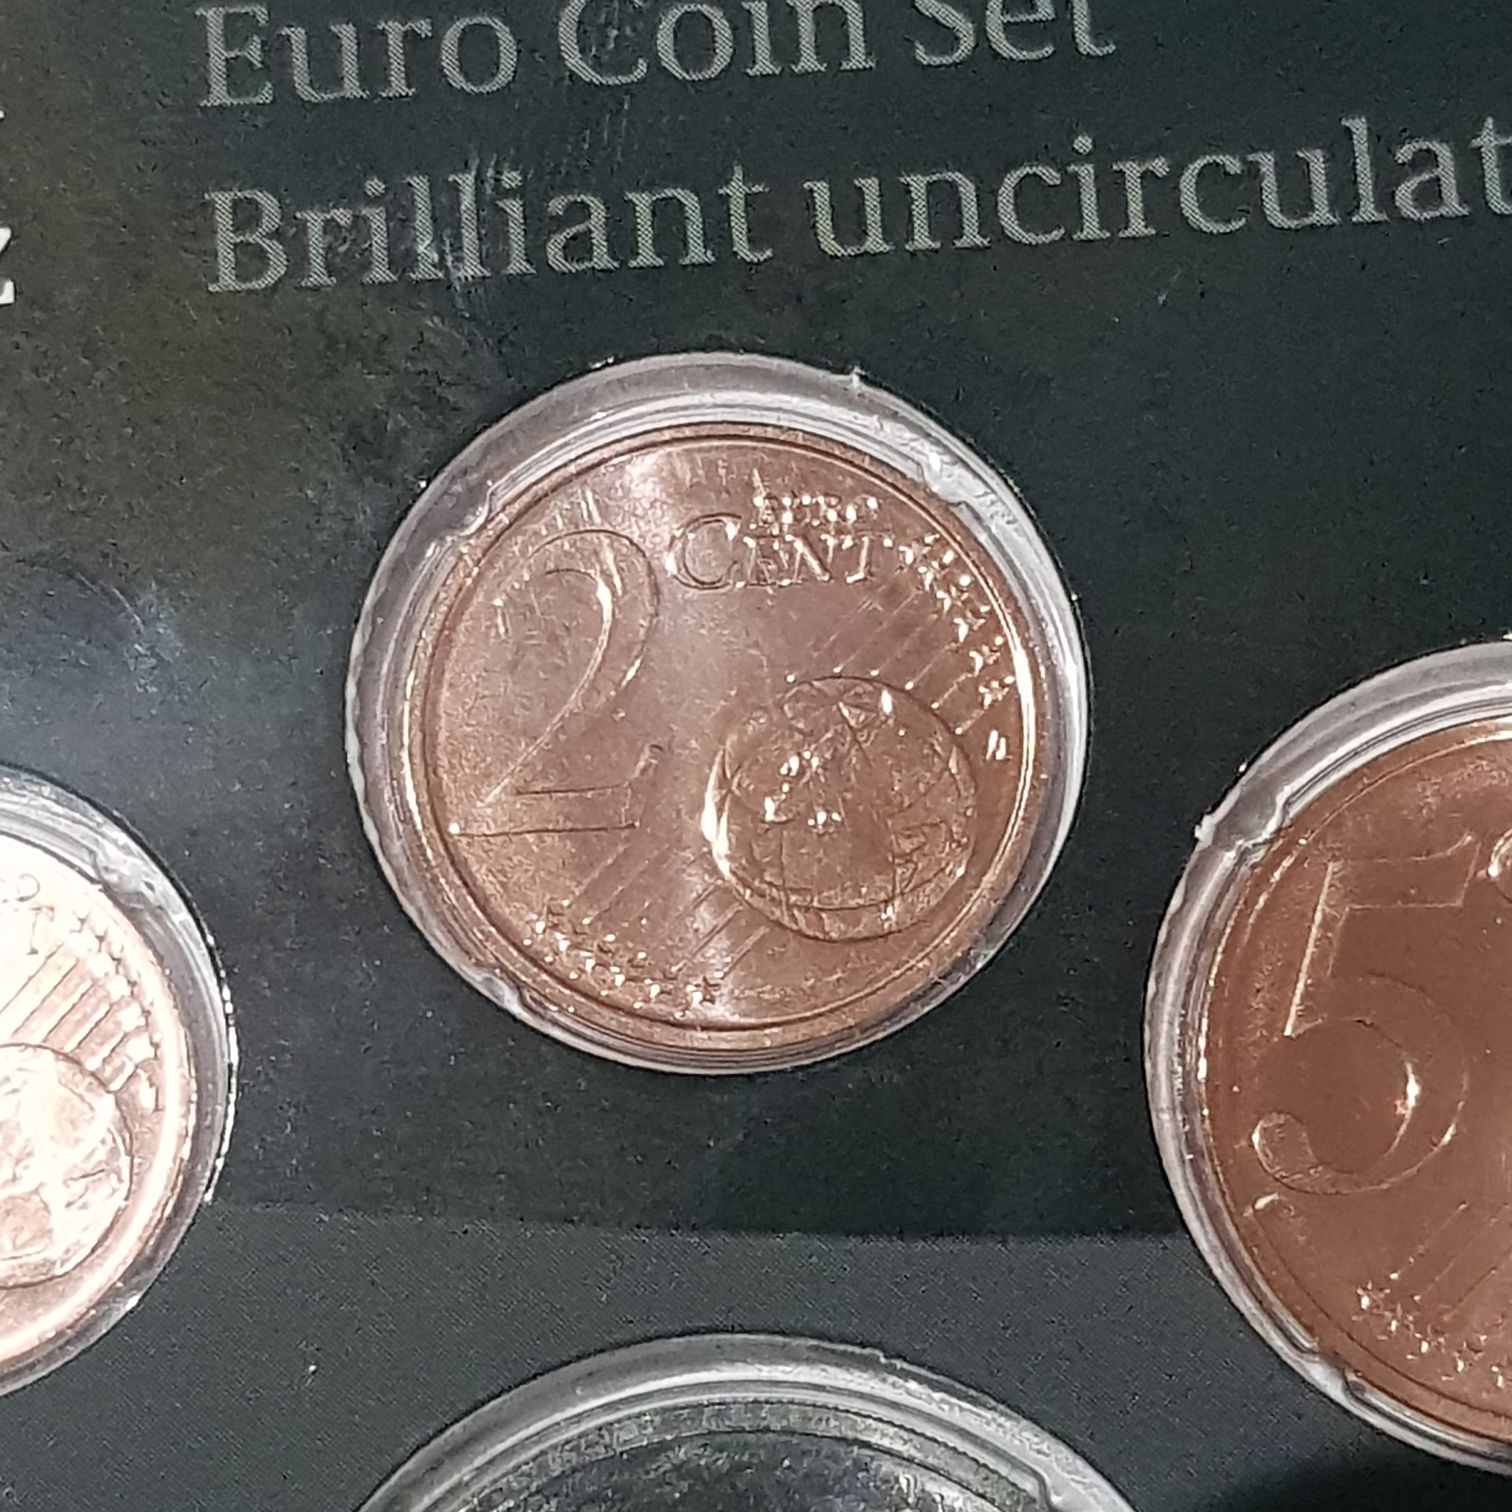 Euro Coin Set
Brilliant uncirculat
2 EURO
CENT
5